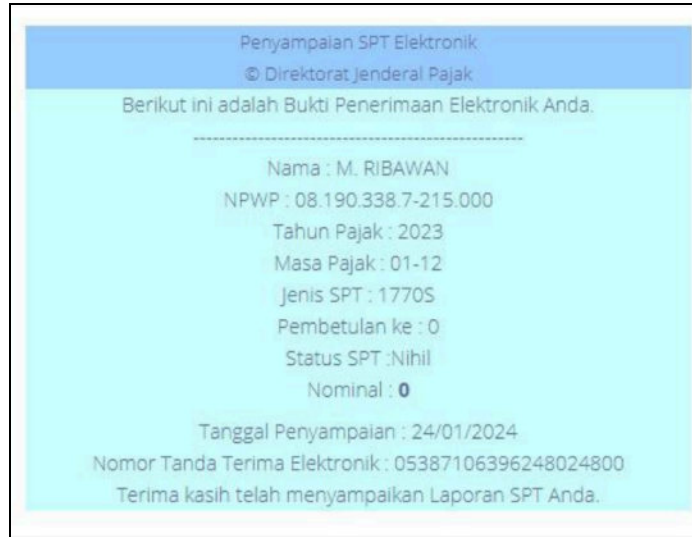 Penyampaian SPT Elektronik
© Direktorat Jenderal Pajak
Berikut ini adalah Bukti Penerimaan Elektronik Anda.
----------------------------------------------------
Nama : M. RIBAWAN
NPWP : 08.190.338.7-215.000
Tahun Pajak : 2023
Masa Pajak : 01-12
Jenis SPT : 1770S
Pembetulan ke : 0
Status SPT :Nihil
Nominal : 0
Tanggal Penyampaian : 24/01/2024
Nomor Tanda Terima Elektronik : 05387106396248024800
Terima kasih telah menyampaikan Laporan SPT Anda.